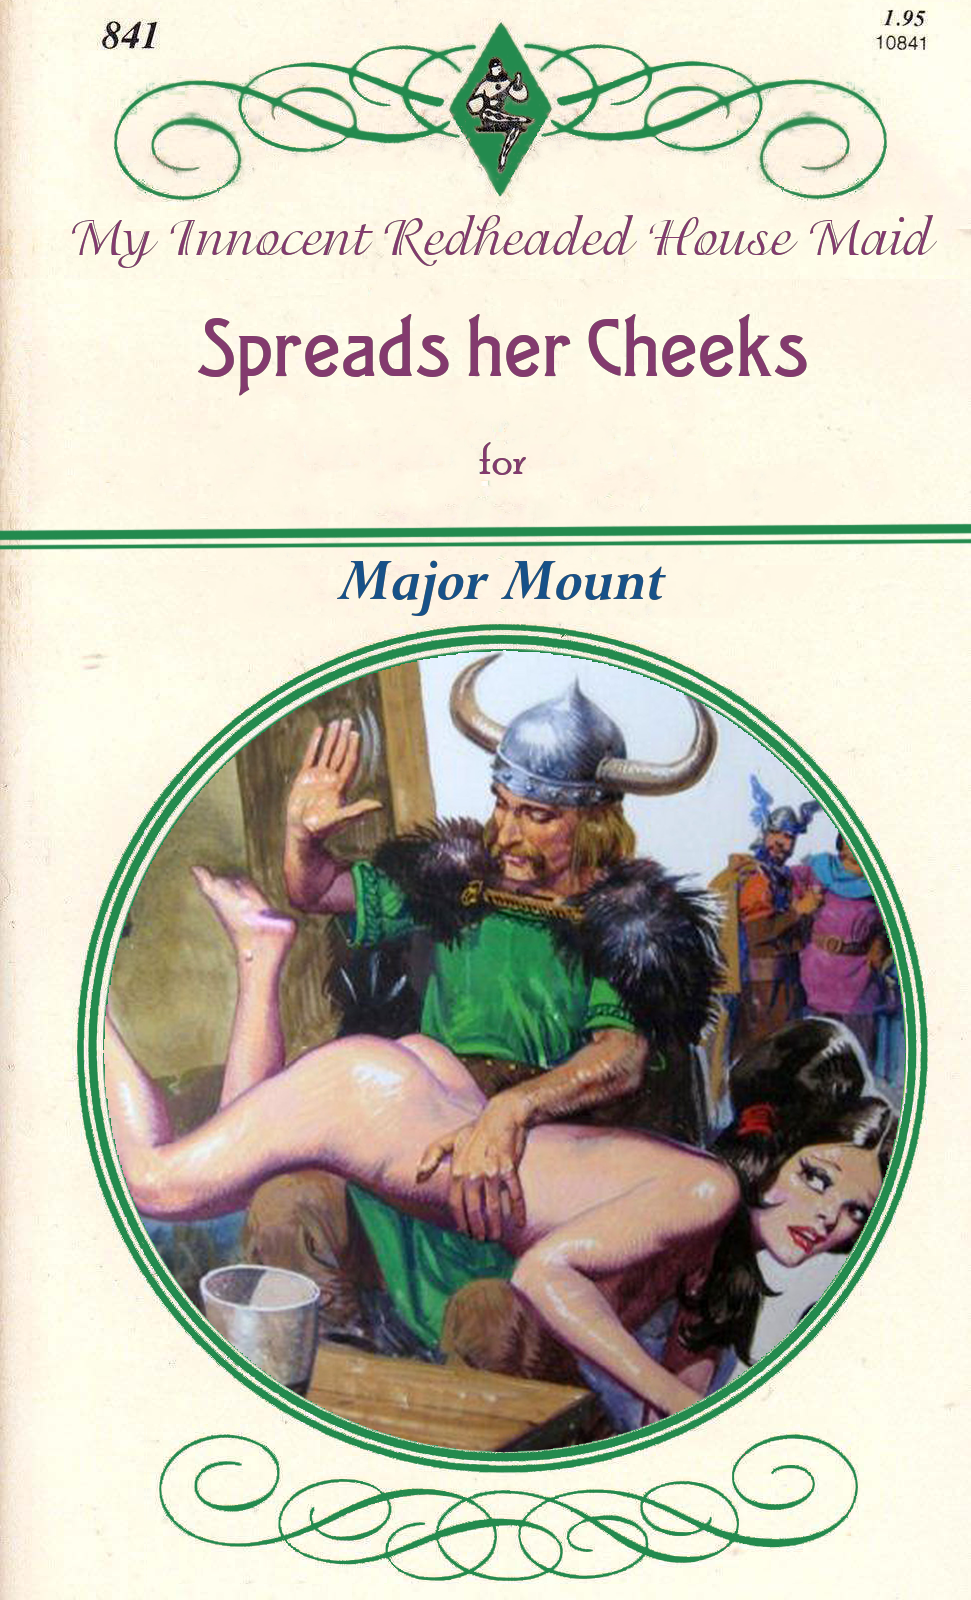 841
1.95
10841
My Innocent Redheaded House Maid
Spreads her Cheeks
for
Major Mount